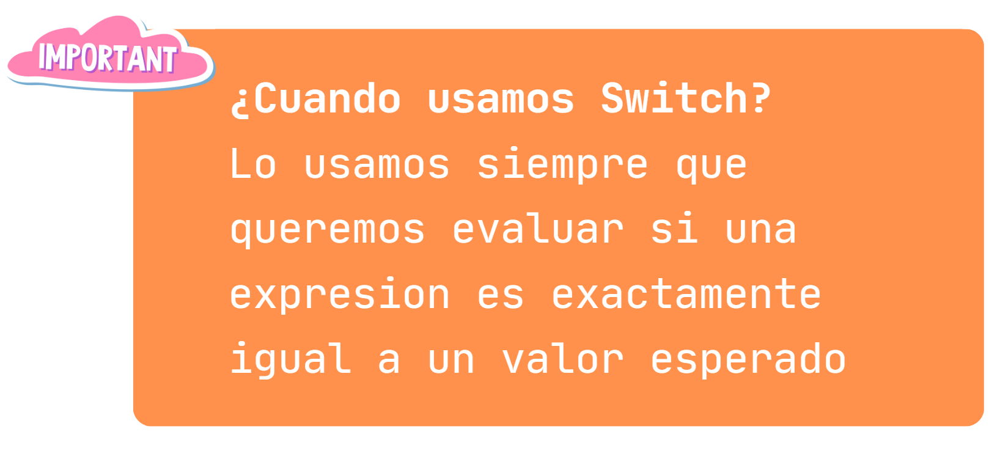 IMPORTANT
¿Cuando usamos Switch?
Lo usamos siempre que
queremos evaluar si una
expresion es exactamente
igual a un valor esperado